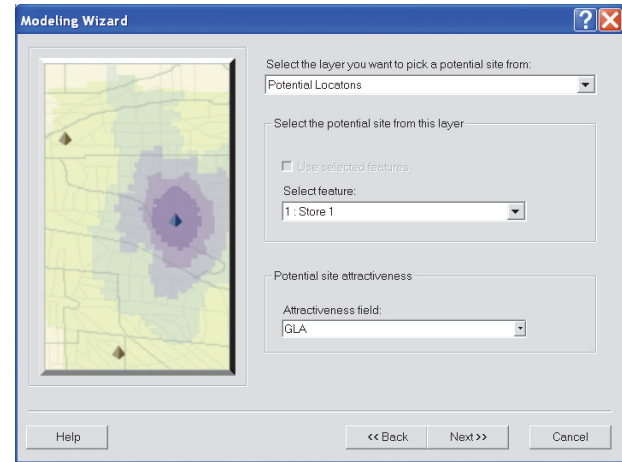 Modeling Wizard
Select the layer you want to pick a potential site from:
Potential Locatons
Select the potential site from this layer
Use selected features
Select feature:
1 : Store 1
Potential site attractiveness
Attractiveness field:
GLA
Help
<< Back
Next >>
Cancel